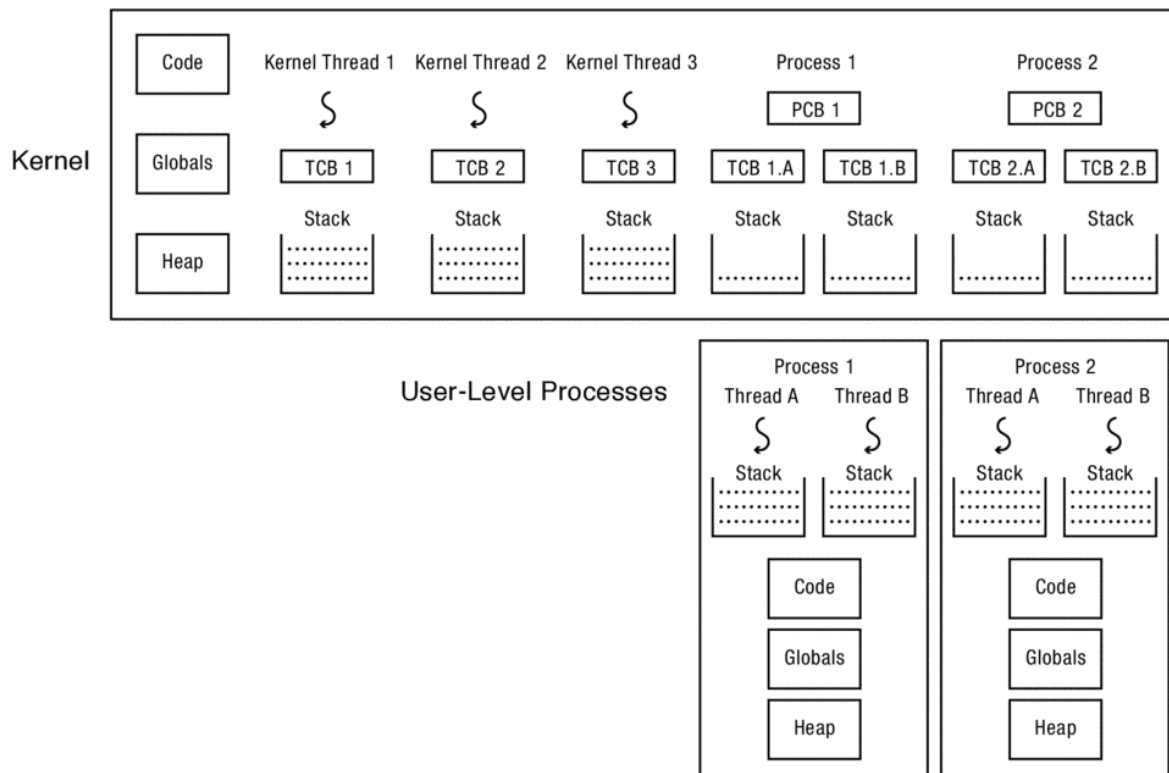 Code
Kernel Thread 1 Kernel Thread 2 Kernel Thread 3 Process 1 Process 2
PCB 1 PCB 2
Kernel
Globals TCB 1 TCB 2 TCB 3 TCB 1.A TCB 1.B TCB 2.A TCB 2.B
Stack Stack Stack Stack Stack Stack Stack
Heap
User-Level Processes
Process 1 Process 2
Thread A Thread B Thread A Thread B
Stack Stack Stack Stack
Code Code
Globals Globals
Heap Heap